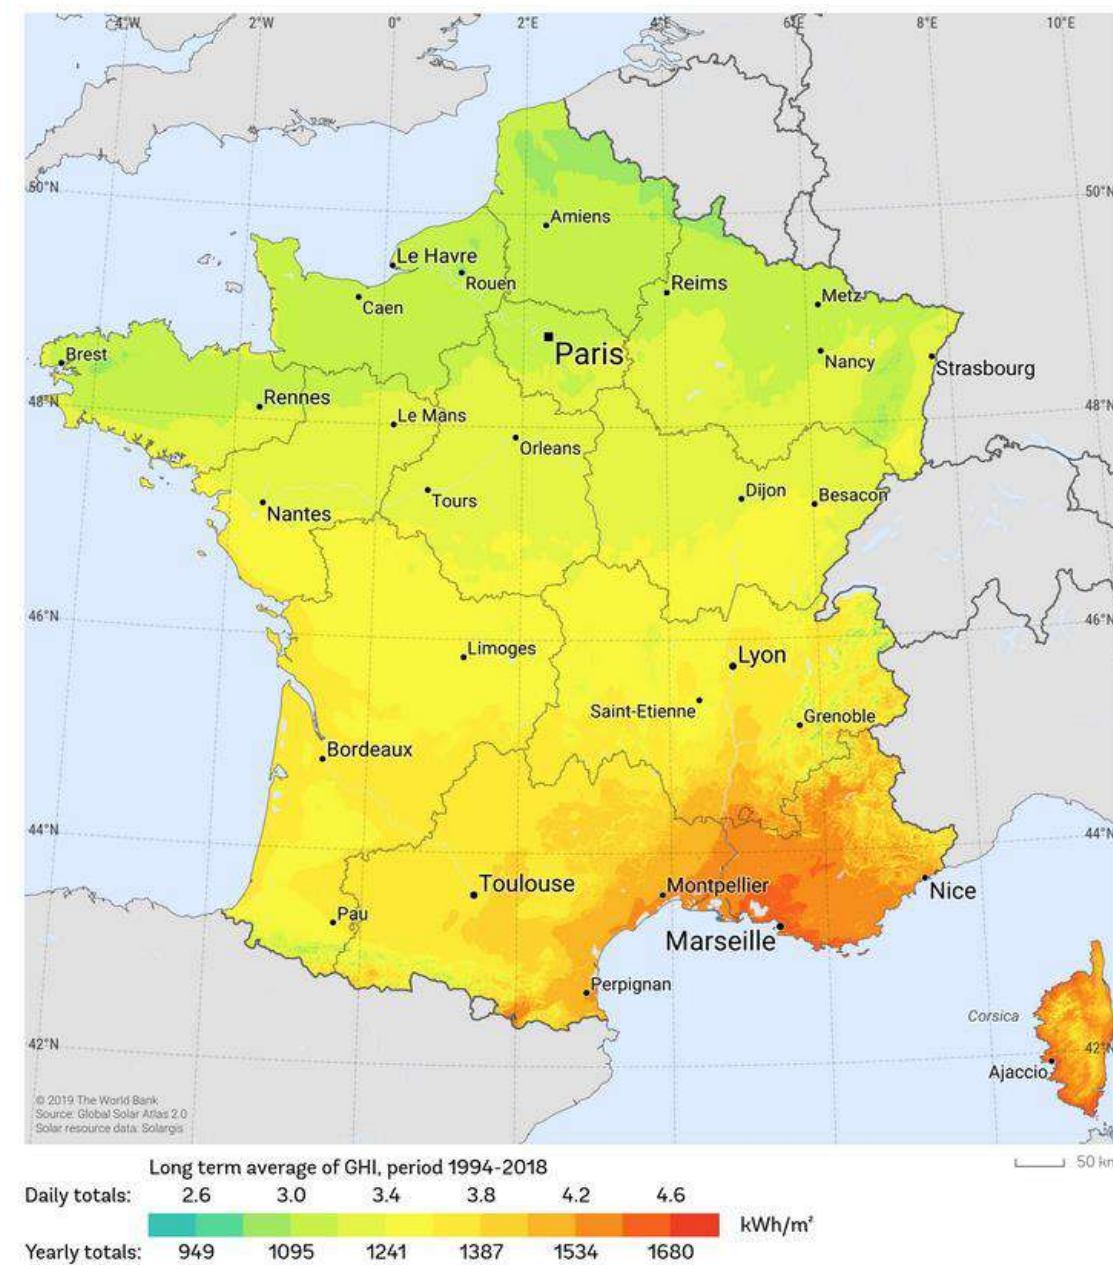 4°W 2°W 0° 2°E 4°E 6°E 8°E 10°E
50°N 50°N
Amiens
Le Havre
Rouen
Reims
Caen
Metz
Paris
Brest
Nancy
Strasbourg
Rennes
48°N 48°N
Le Mans
Orleans
Tours
Dijon
Besacon
Nantes
46°N 46°N
Limoges
Lyon
Saint-Etienne
Grenoble
Bordeaux
44°N 44°N
Toulouse
Montpellier
Nice
Pau
Marseille
Perpignan
Corsica
42°N 42°N
Ajaccio
© 2019 The World Bank
Source: Global Solar Atlas 2.0
Solar resource data: Solargis
50 km
Long term average of GHI, period 1994-2018
Daily totals: 2.6 3.0 3.4 3.8 4.2 4.6
kWh/m²
Yearly totals: 949 1095 1241 1387 1534 1680